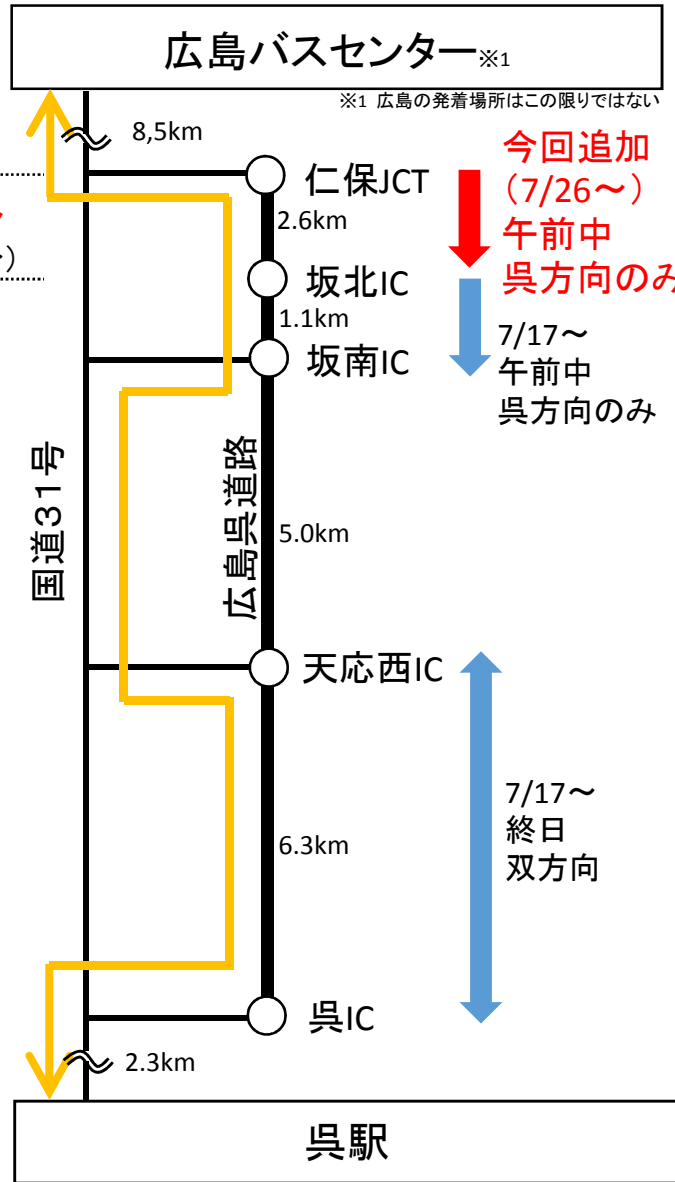 広島バスセンター※1
※1 広島の発着場所はこの限りではない
8,5km
仁保JCT
今回追加
（7/26～）
午前中
呉方向のみ
2.6km
坂北IC
1.1km
坂南IC
7/17～
午前中
呉方向のみ
国道３１号
広島呉道路
5.0km
天応西IC
7/17～
終日
双方向
6.3km
呉IC
2.3km
呉駅